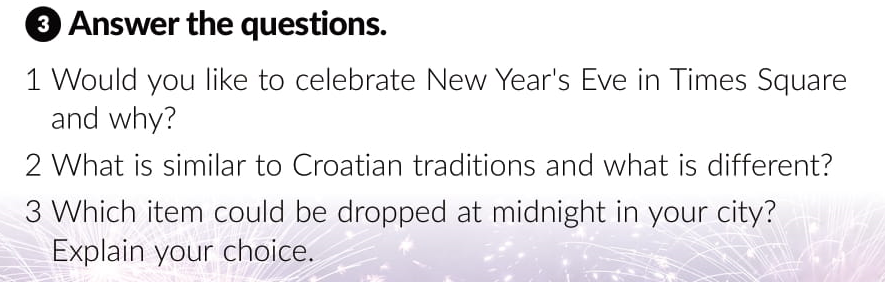 3 Answer the questions.
1 Would you like to celebrate New Year's Eve in Times Square
and why?
2 What is similar to Croatian traditions and what is different?
3 Which item could be dropped at midnight in your city?
Explain your choice.